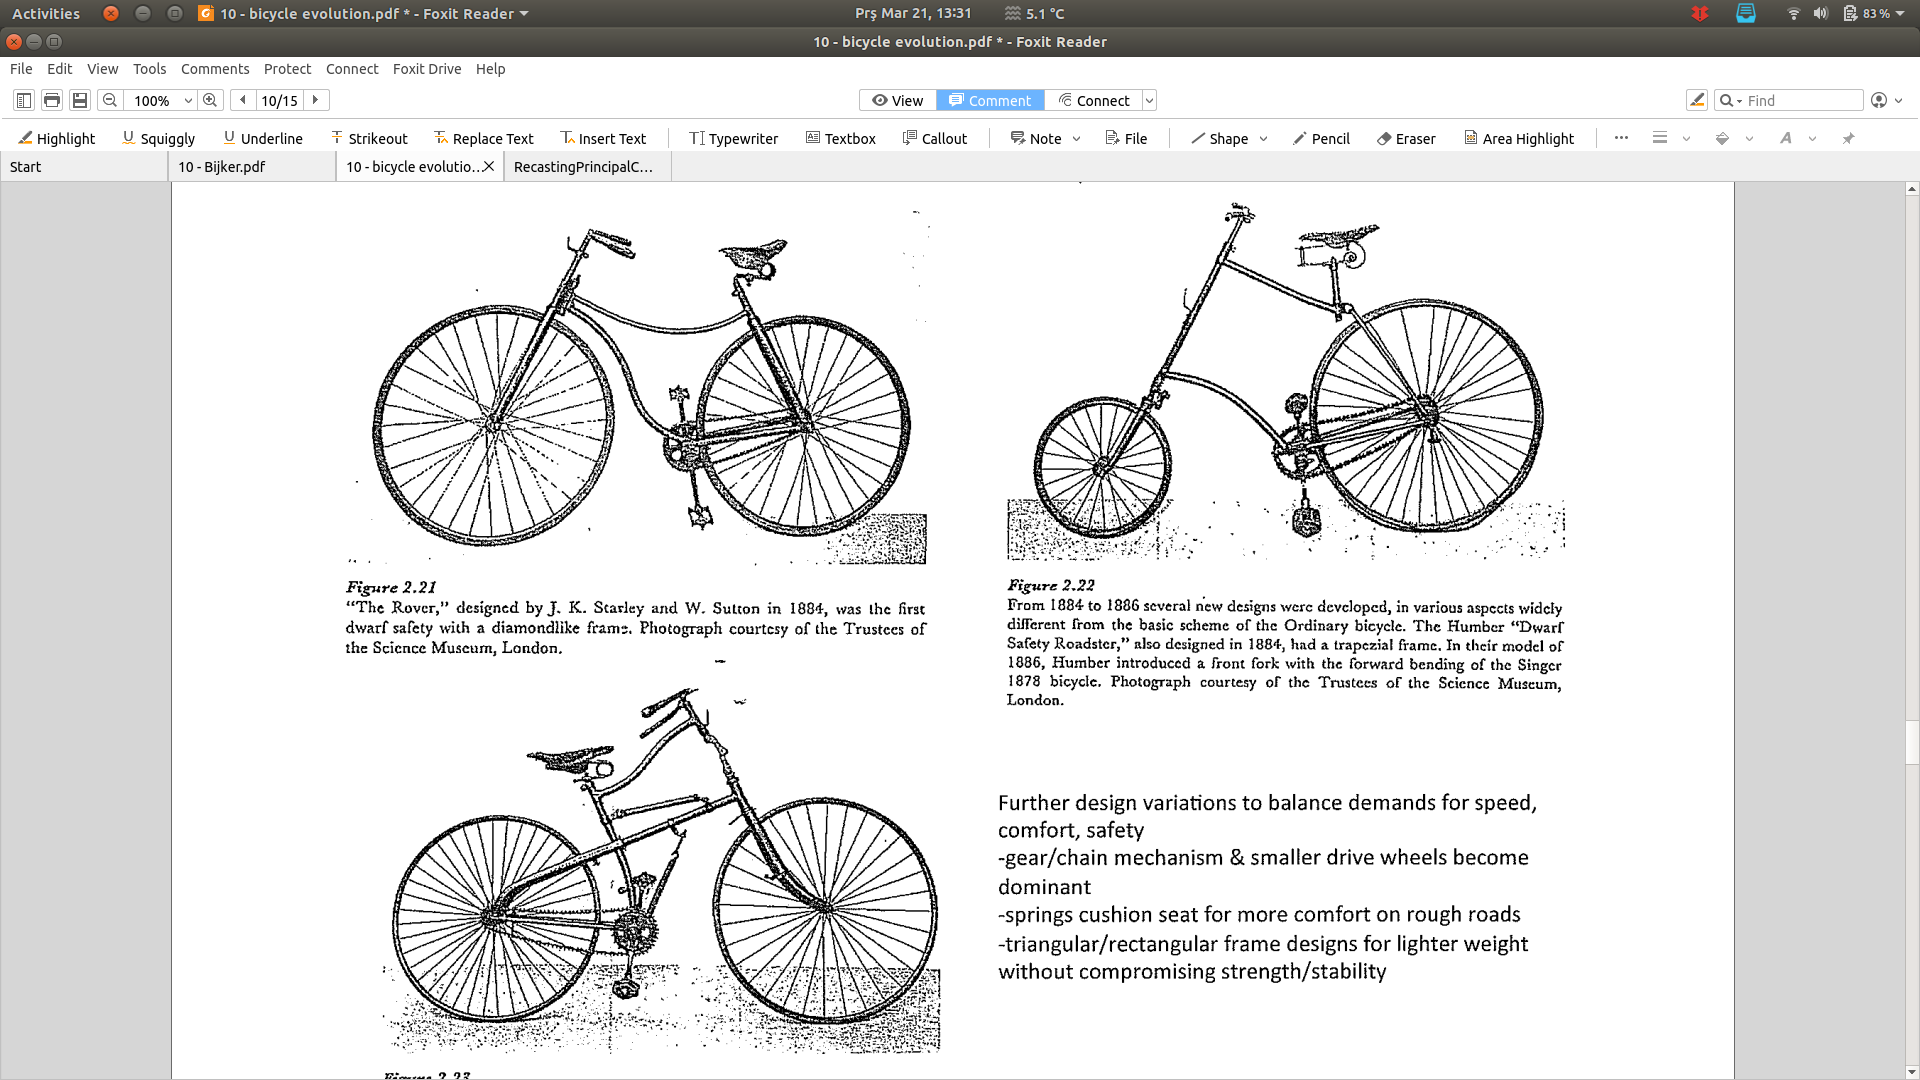 Activities
10 - bicycle evolution.pdf * - Foxit Reader
Prş Mar 21, 13:31
5.1 °C
83 %
10 - bicycle evolution.pdf * - Foxit Reader
File Edit View Tools Comments Protect Connect Foxit Drive Help
100%
10/15
View
Comment
Connect
Find
Highlight Squiggly Underline Strikeout Replace Text Insert Text Typewriter Textbox Callout Note File Shape Pencil Eraser Area Highlight
Start
10 - Bijker.pdf
10 - bicycle evolutio...
RecastingPrincipalC...
Figure 2.21
"The Rover," designed by J. K. Starley and W. Sutton in 1884, was the first
dwarf safety with a diamondlike frame. Photograph courtesy of the Trustees of
the Science Museum, London.
Figure 2.22
From 1884 to 1886 several new designs were developed, in various aspects widely
different from the basic scheme of the Ordinary bicycle. The Humber "Dwarf
Safety Roadster," also designed in 1884, had a trapezial frame. In their model of
1886, Humber introduced a front fork with the forward bending of the Singer
1878 bicycle. Photograph courtesy of the Trustees of the Science Museum,
London.
Further design variations to balance demands for speed,
comfort, safety
-gear/chain mechanism & smaller drive wheels become
dominant
-springs cushion seat for more comfort on rough roads
-triangular/rectangular frame designs for lighter weight
without compromising strength/stability
Figure 2.23